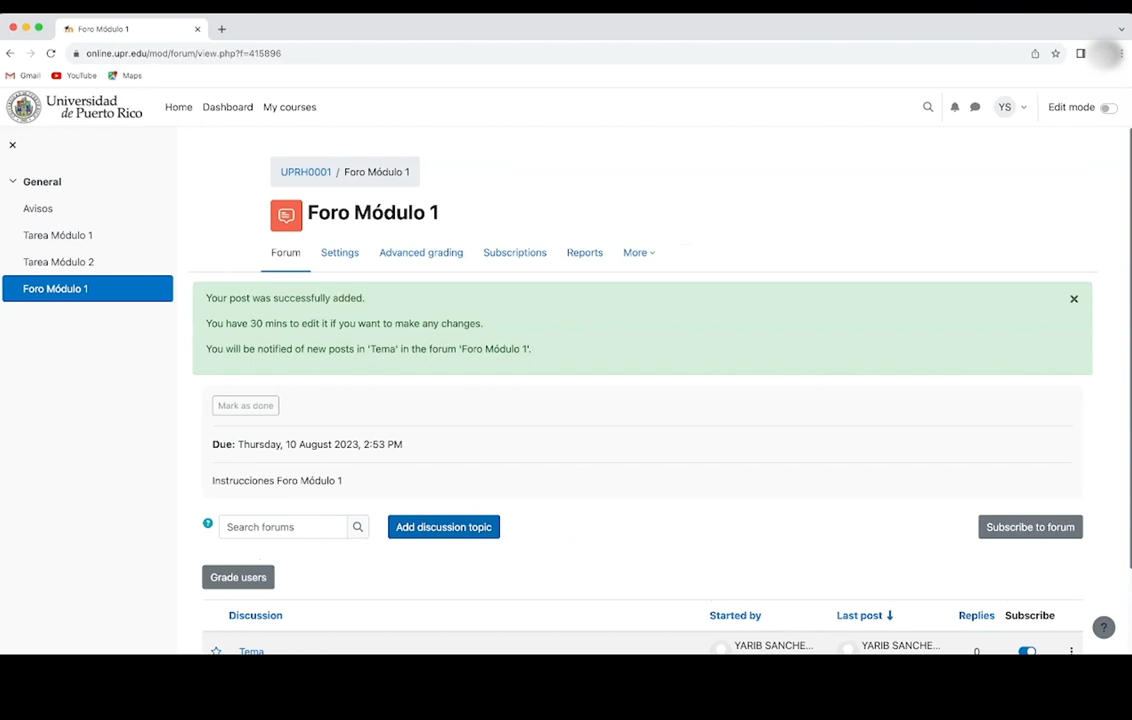 Foro Módulo 1
online.upr.edu/mod/forum/view.php?f=415896
Gmail YouTube Maps
Universidad de Puerto Rico
Home Dashboard My courses
YS
Edit mode
General
Avisos
Tarea Módulo 1
Tarea Módulo 2
Foro Módulo 1
UPRH0001 / Foro Módulo 1
Foro Módulo 1
Forum Settings Advanced grading Subscriptions Reports More
Your post was successfully added.
You have 30 mins to edit it if you want to make any changes.
You will be notified of new posts in 'Tema' in the forum 'Foro Módulo 1'.
Mark as done
Due: Thursday, 10 August 2023, 2:53 PM
Instrucciones Foro Módulo 1
? Search forums Add discussion topic Subscribe to forum
Grade users
Discussion Started by Last post ↓ Replies Subscribe
?
Tema YARIB SANCHE... YARIB SANCHE... 0